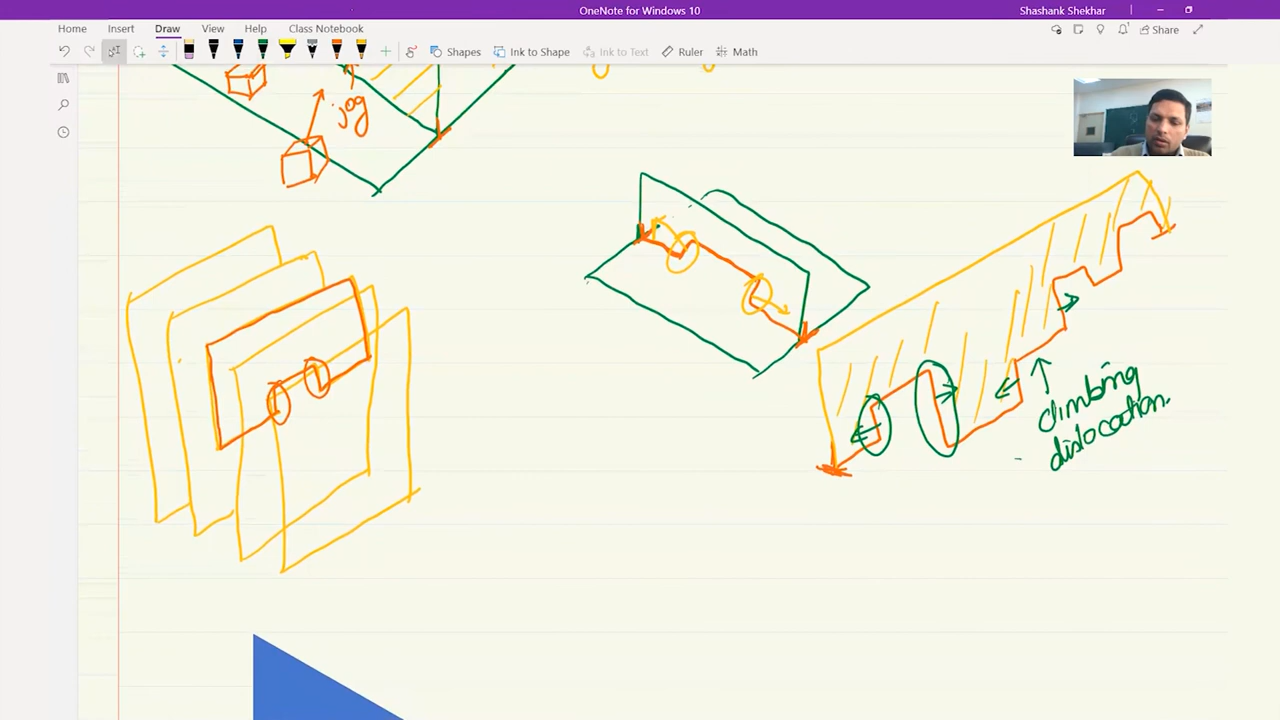 OneNote for Windows 10
Shashank Shekhar
Home Insert Draw View Help Class Notebook
Shapes Ink to Shape Ink to Text Ruler Math
Share
jog
climbing
dislocation.